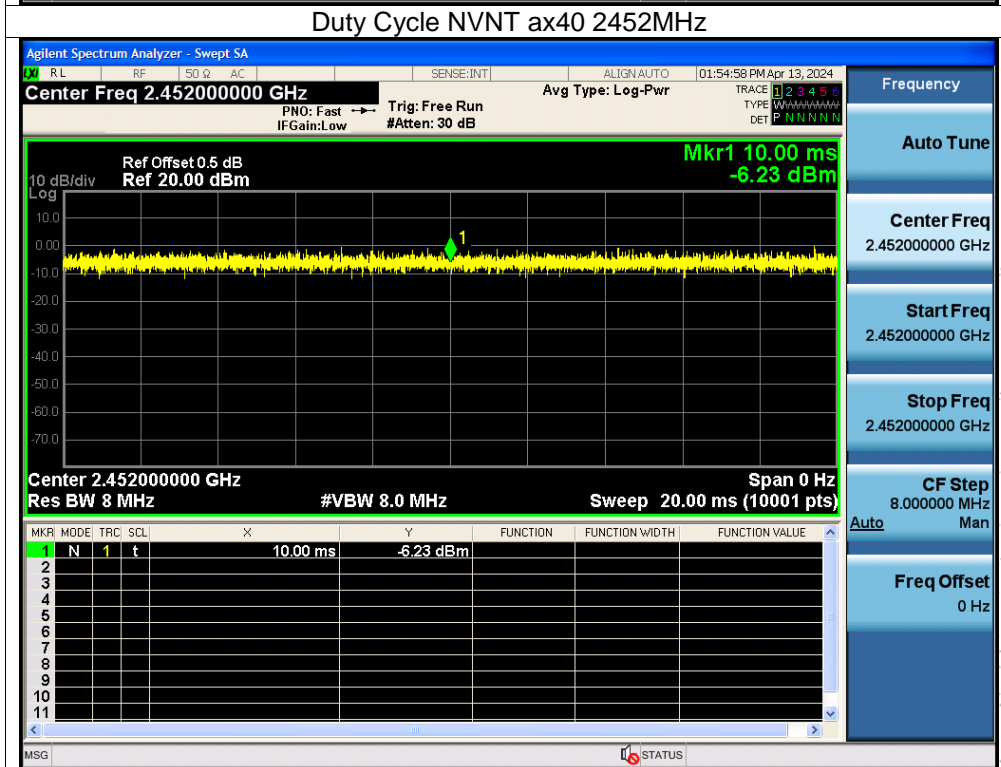 Duty Cycle NVNT ax40 2452MHz
Agilent Spectrum Analyzer - Swept SA
LXI RL RF 50 Ω AC SENSE:INT ALIGN AUTO 01:54:58 PM Apr 13, 2024
Center Freq 2.452000000 GHz Avg Type: Log-Pwr TRACE 1 2 3 4 5 6
PNO: Fast Trig: Free Run TYPE WWWWWW
IFGain:Low #Atten: 30 dB DET P N N N N N
Frequency
Mkr1 10.00 ms
-6.23 dBm
Ref Offset 0.5 dB
10 dB/div Ref 20.00 dBm
Log
10.0
0.00
-10.0
-20.0
-30.0
-40.0
-50.0
-60.0
-70.0
1
Center 2.452000000 GHz Span 0 Hz
Res BW 8 MHz #VBW 8.0 MHz Sweep 20.00 ms (10001 pts)
MKR MODE TRC SCL X Y FUNCTION FUNCTION WIDTH FUNCTION VALUE
1 N 1 t 10.00 ms -6.23 dBm
2
3
4
5
6
7
8
9
10
11
MSG STATUS
Auto Tune
Center Freq
2.452000000 GHz
Start Freq
2.452000000 GHz
Stop Freq
2.452000000 GHz
CF Step
8.000000 MHz
Auto Man
Freq Offset
0 Hz